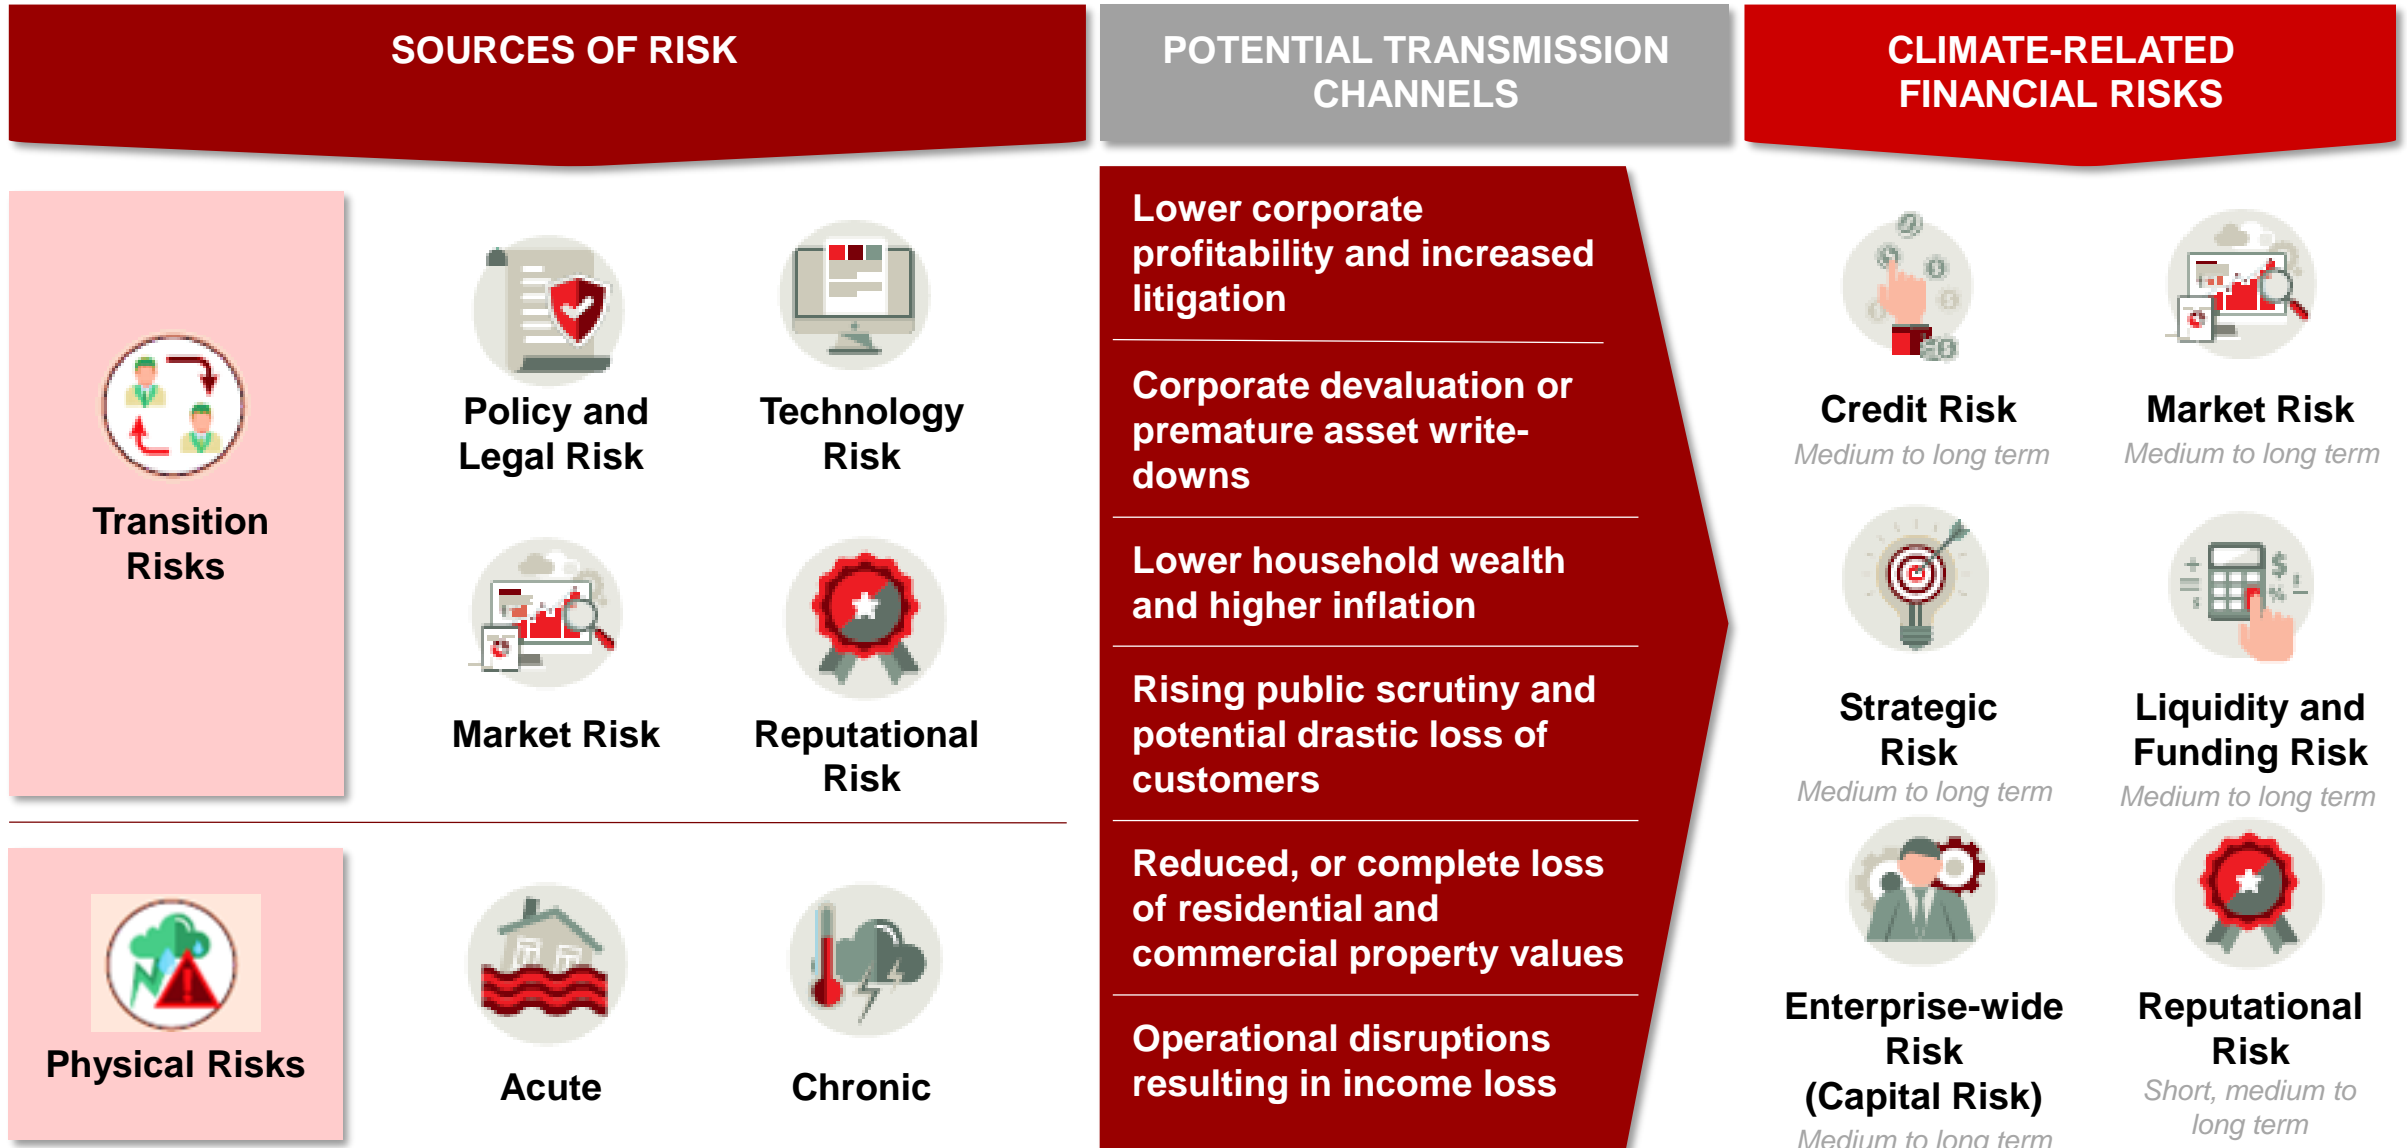 SOURCES OF RISK
POTENTIAL TRANSMISSION
CHANNELS
CLIMATE-RELATED
FINANCIAL RISKS
Transition
Risks
Policy and
Legal Risk
Technology
Risk
Market Risk
Reputational
Risk
Physical Risks
Acute
Chronic
Lower corporate
profitability and increased
litigation
Corporate devaluation or
premature asset write-
downs
Lower household wealth
and higher inflation
Rising public scrutiny and
potential drastic loss of
customers
Reduced, or complete loss
of residential and
commercial property values
Operational disruptions
resulting in income loss
Credit Risk
Medium to long term
Market Risk
Medium to long term
Strategic
Risk
Medium to long term
Liquidity and
Funding Risk
Medium to long term
Enterprise-wide
Risk
(Capital Risk)
Medium to long term
Reputational
Risk
Short, medium to
long term